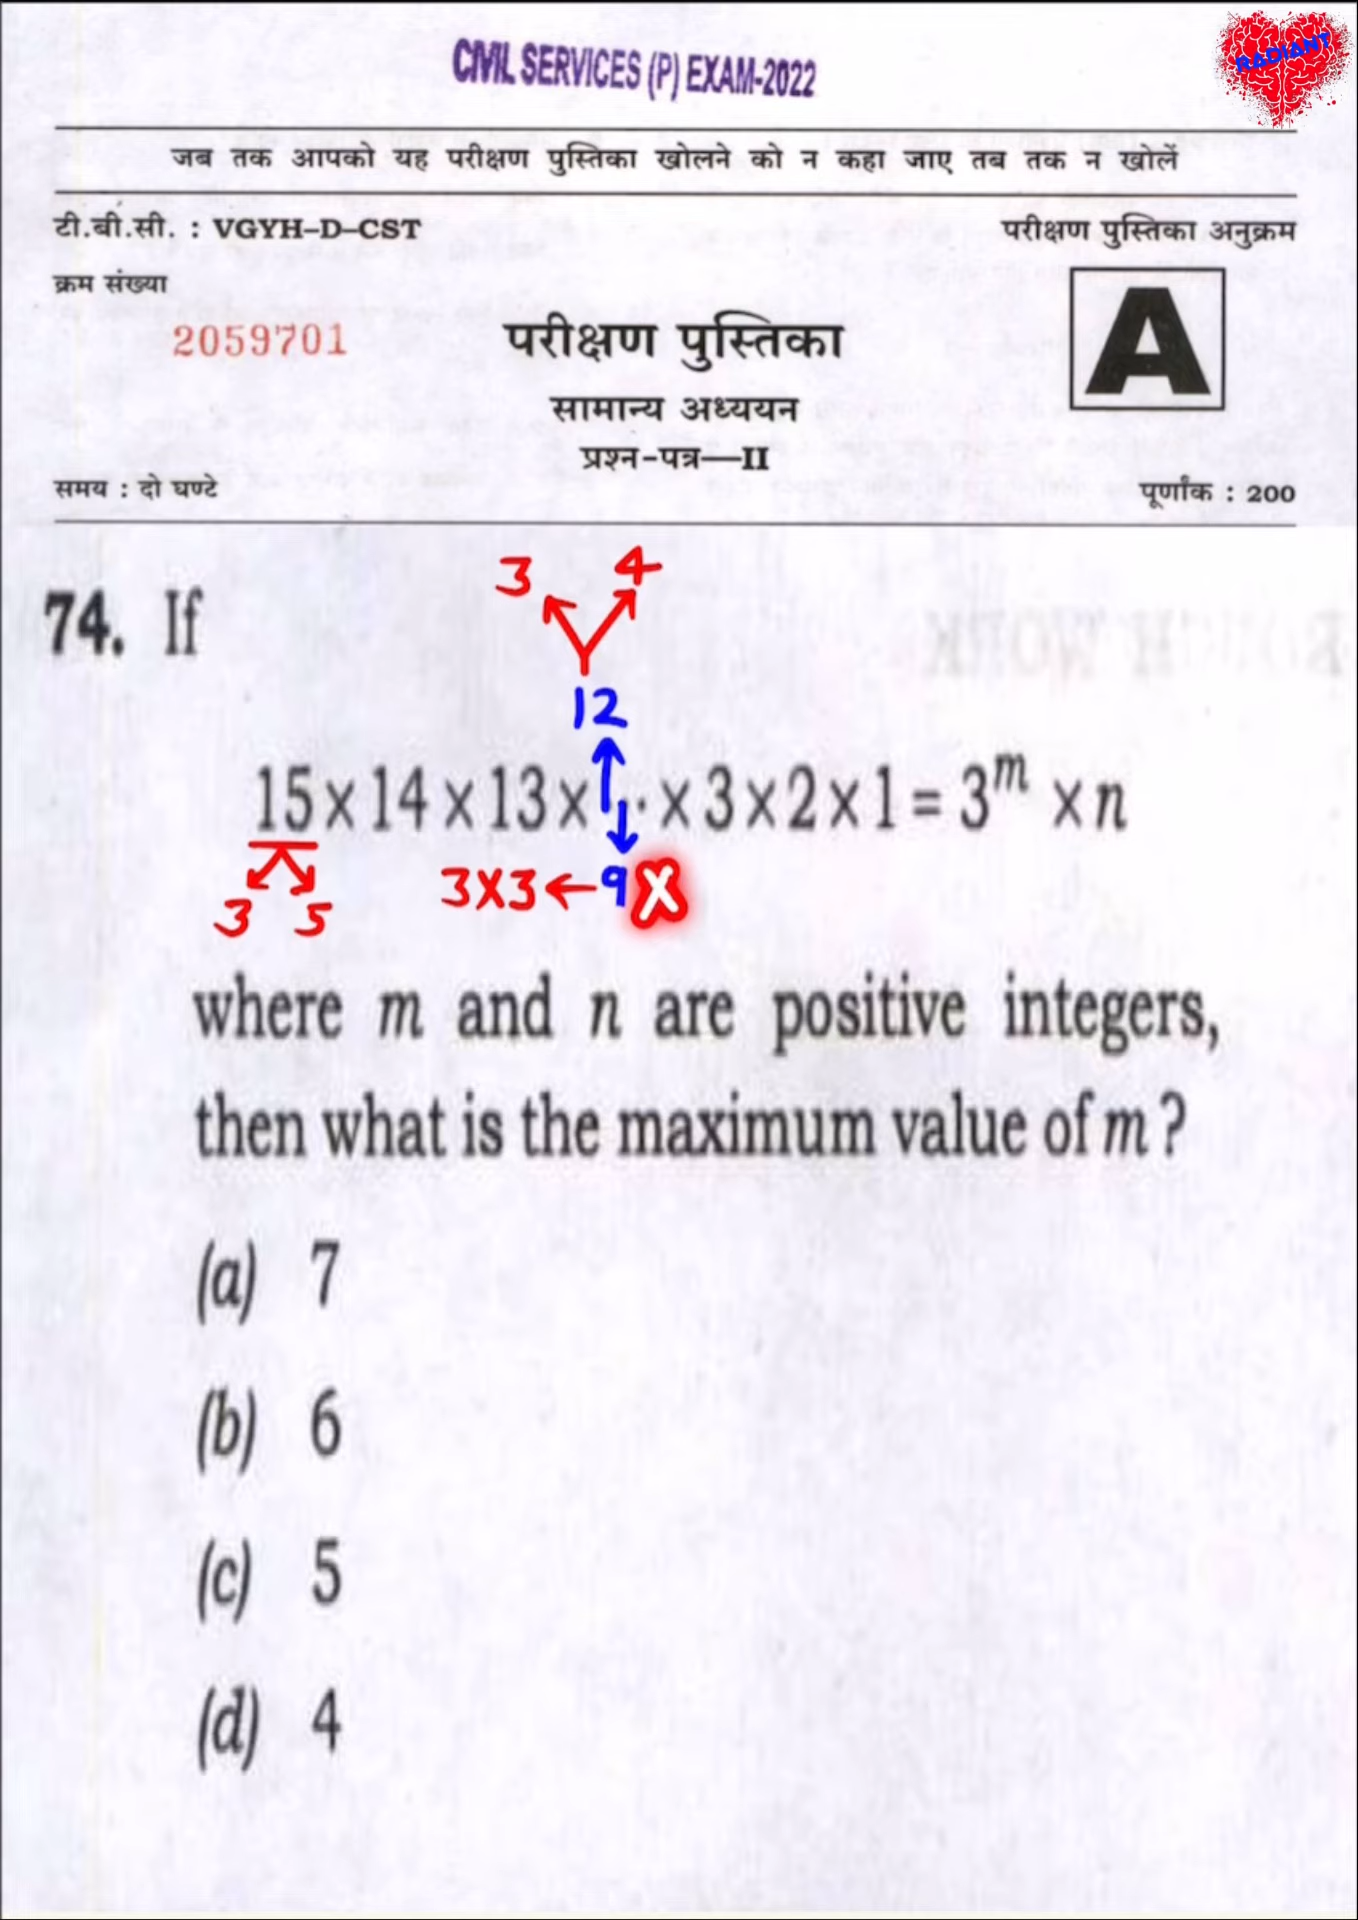 RADIANT
CIVIL SERVICES (P) EXAM-2022
जब तक आपको यह परीक्षण पुस्तिका खोलने को न कहा जाए तब तक न खोलें
टी.बी.सी. : VGYH-D-CST
परीक्षण पुस्तिका अनुक्रम
क्रम संख्या
2059701
परीक्षण पुस्तिका
A
सामान्य अध्ययन
प्रश्न-पत्र—II
समय : दो घण्टे
पूर्णांक : 200
3 4
74. If
12
15×14×13× ..×3×2×1=3^m ×n
3×3←9×
3 5
where m and n are positive integers,
then what is the maximum value of m?
(a) 7
(b) 6
(c) 5
(d) 4